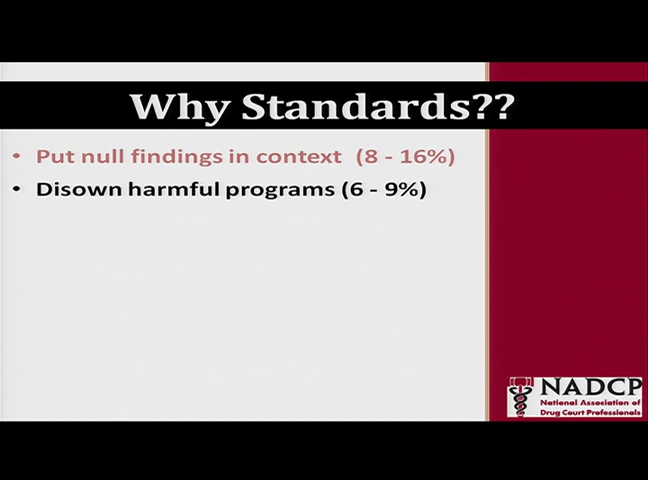 Why Standards??
• Put null findings in context (8 - 16%)
• Disown harmful programs (6 - 9%)
NADCP
National Association of
Drug Court Professionals